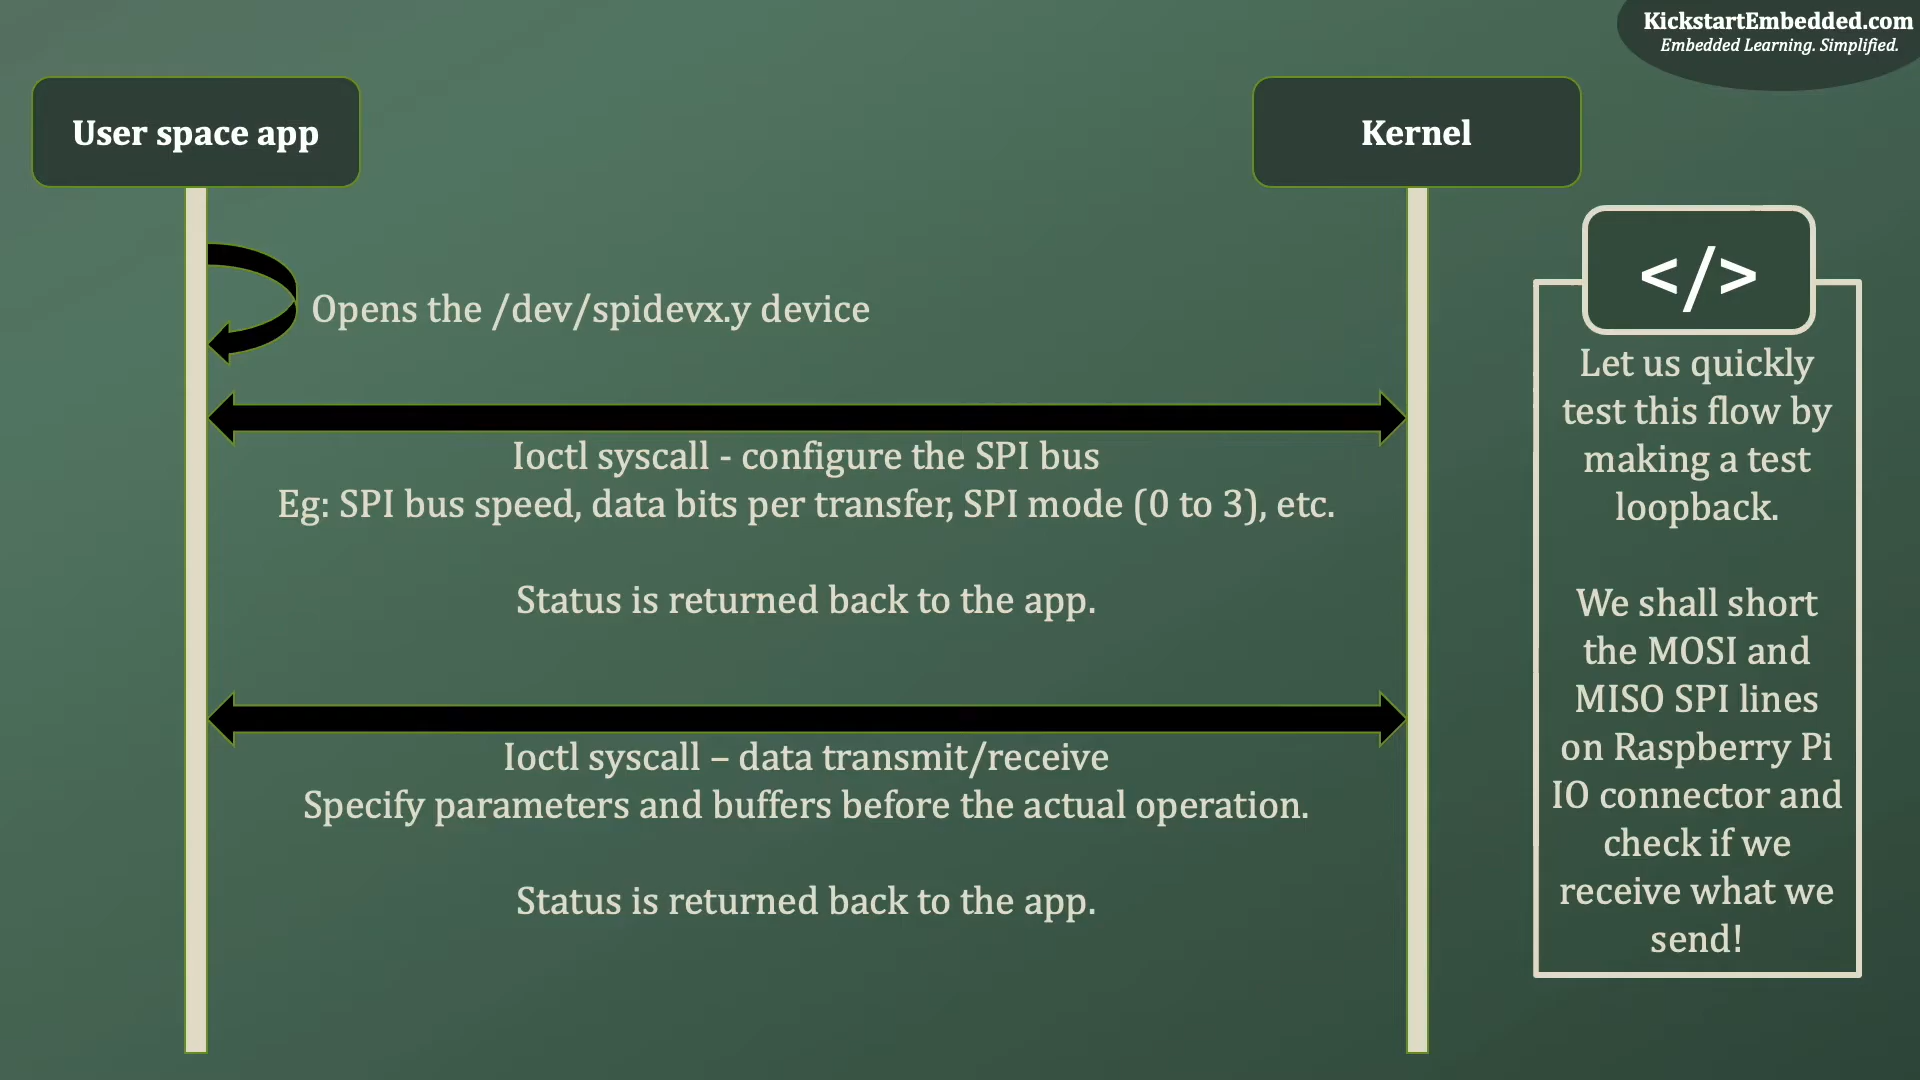 KickstartEmbedded.com
Embedded Learning. Simplified.
User space app
Kernel
Opens the /dev/spidevx.y device
Ioctl syscall - configure the SPI bus
Eg: SPI bus speed, data bits per transfer, SPI mode (0 to 3), etc.
Status is returned back to the app.
Ioctl syscall – data transmit/receive
Specify parameters and buffers before the actual operation.
Status is returned back to the app.
</>
Let us quickly
test this flow by
making a test
loopback.
We shall short
the MOSI and
MISO SPI lines
on Raspberry Pi
IO connector and
check if we
receive what we
send!